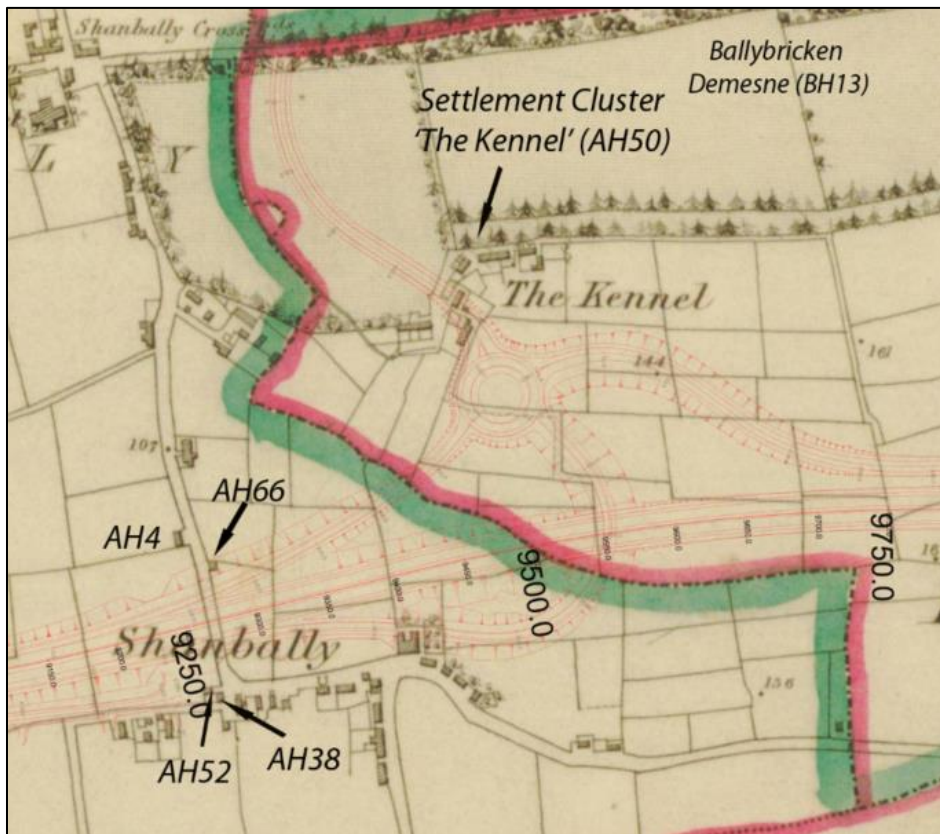 Shanbally Cross Rds
Ballybricken
Demesne (BH13)
Settlement Cluster
'The Kennel' (AH50)
L Y
The Kennel
161
144
107
AH66
AH4
9750.0
9500.0
Shanbally
9250.0
156
AH52
AH38